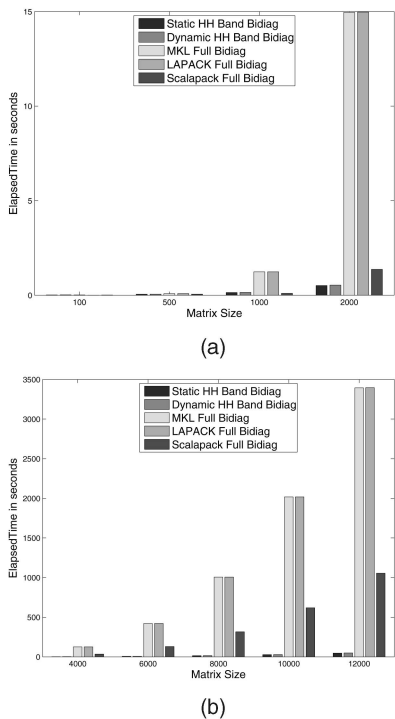 15
Static HH Band Bidiag
Dynamic HH Band Bidiag
MKL Full Bidiag
LAPACK Full Bidiag
Scalapack Full Bidiag
10
5
0
ElapsedTime in seconds
100 500 1000 2000
Matrix Size
(a)
3500
Static HH Band Bidiag
Dynamic HH Band Bidiag
MKL Full Bidiag
LAPACK Full Bidiag
Scalapack Full Bidiag
3000
2500
2000
1500
1000
500
0
ElapsedTime in seconds
4000 6000 8000 10000 12000
Matrix Size
(b)